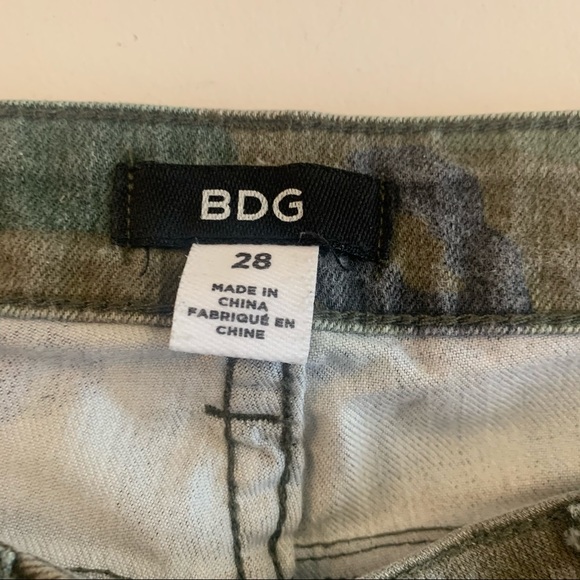 BDG
28
MADE IN
CHINA
FABRIQUÉ EN
CHINE